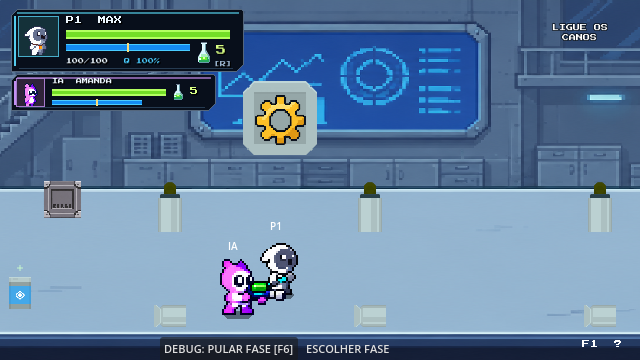 P1 MAX
5
100/100 Q 100% [R]
IA AMANDA
5
LIGUE OS
CANOS
P1
IA
F1 ?
DEBUG: PULAR FASE [F6] ESCOLHER FASE